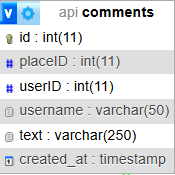 v api comments
id : int(11)
placeID : int(11)
userID : int(11)
username : varchar(50)
text : varchar(250)
created_at : timestamp